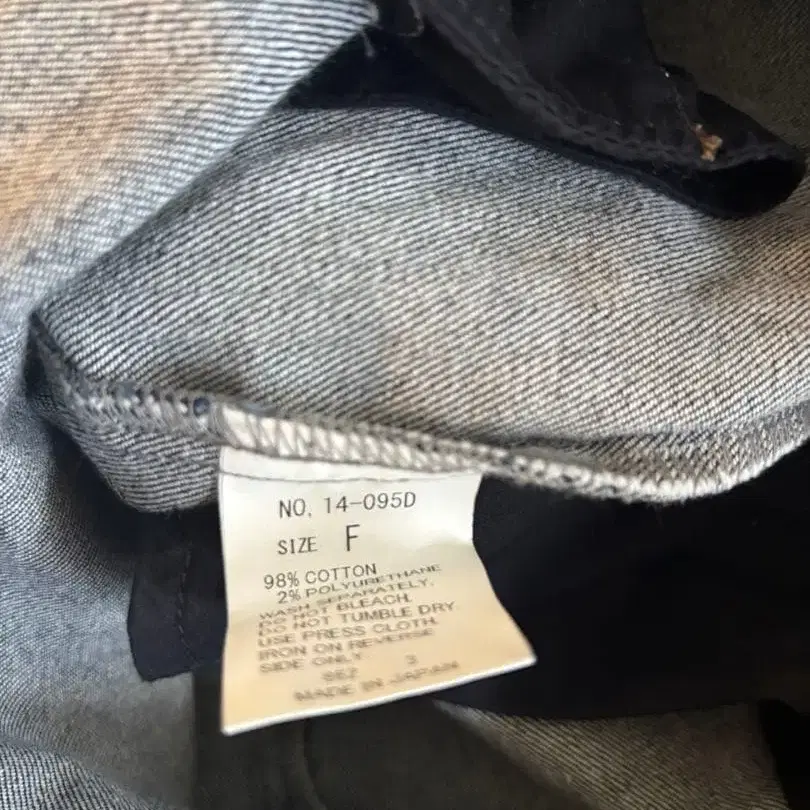 NO. 14-095D
SIZE F
98% COTTON
2% POLYURETHANE
WASH SEPARATELY.
DO NOT BLEACH.
DO NOT TUMBLE DRY.
USE PRESS CLOTH.
IRON ON REVERSE
SIDE ONLY
3
MADE IN JAPAN